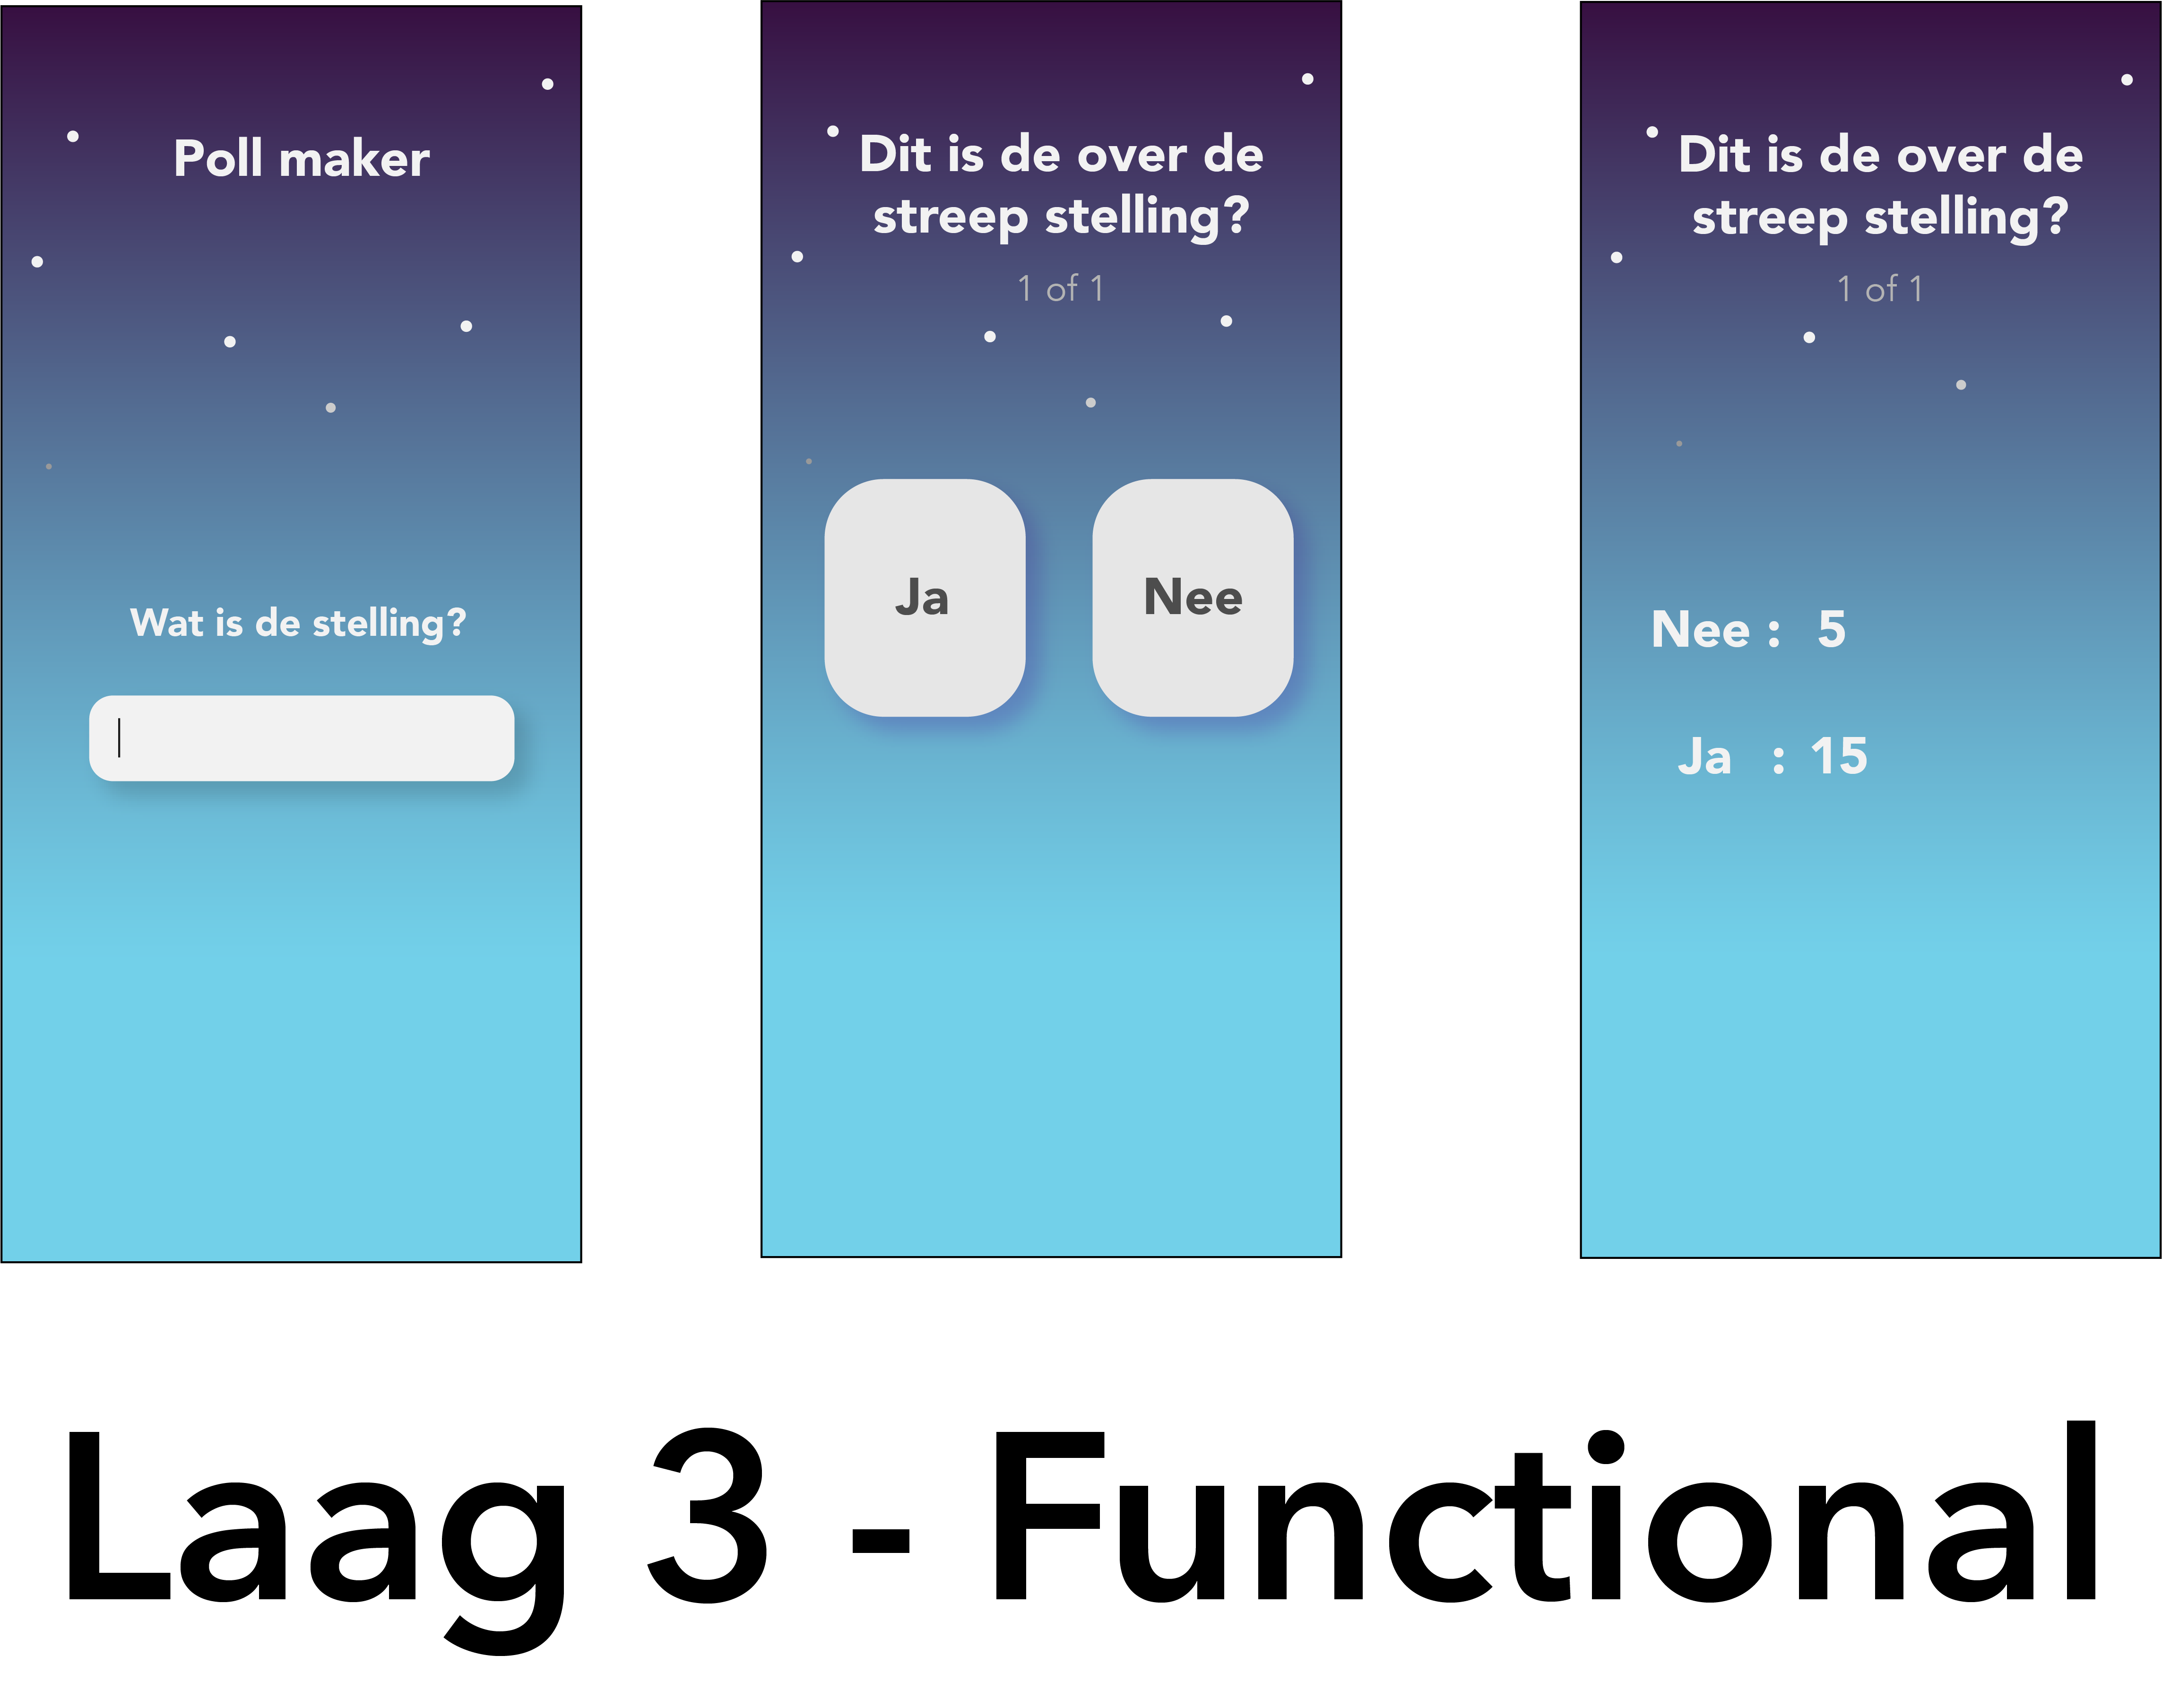 Poll maker
Wat is de stelling?
Dit is de over de
streep stelling?
1 of 1
Ja
Nee
Dit is de over de
streep stelling?
1 of 1
Nee : 5
Ja : 15
Laag 3 - Functional